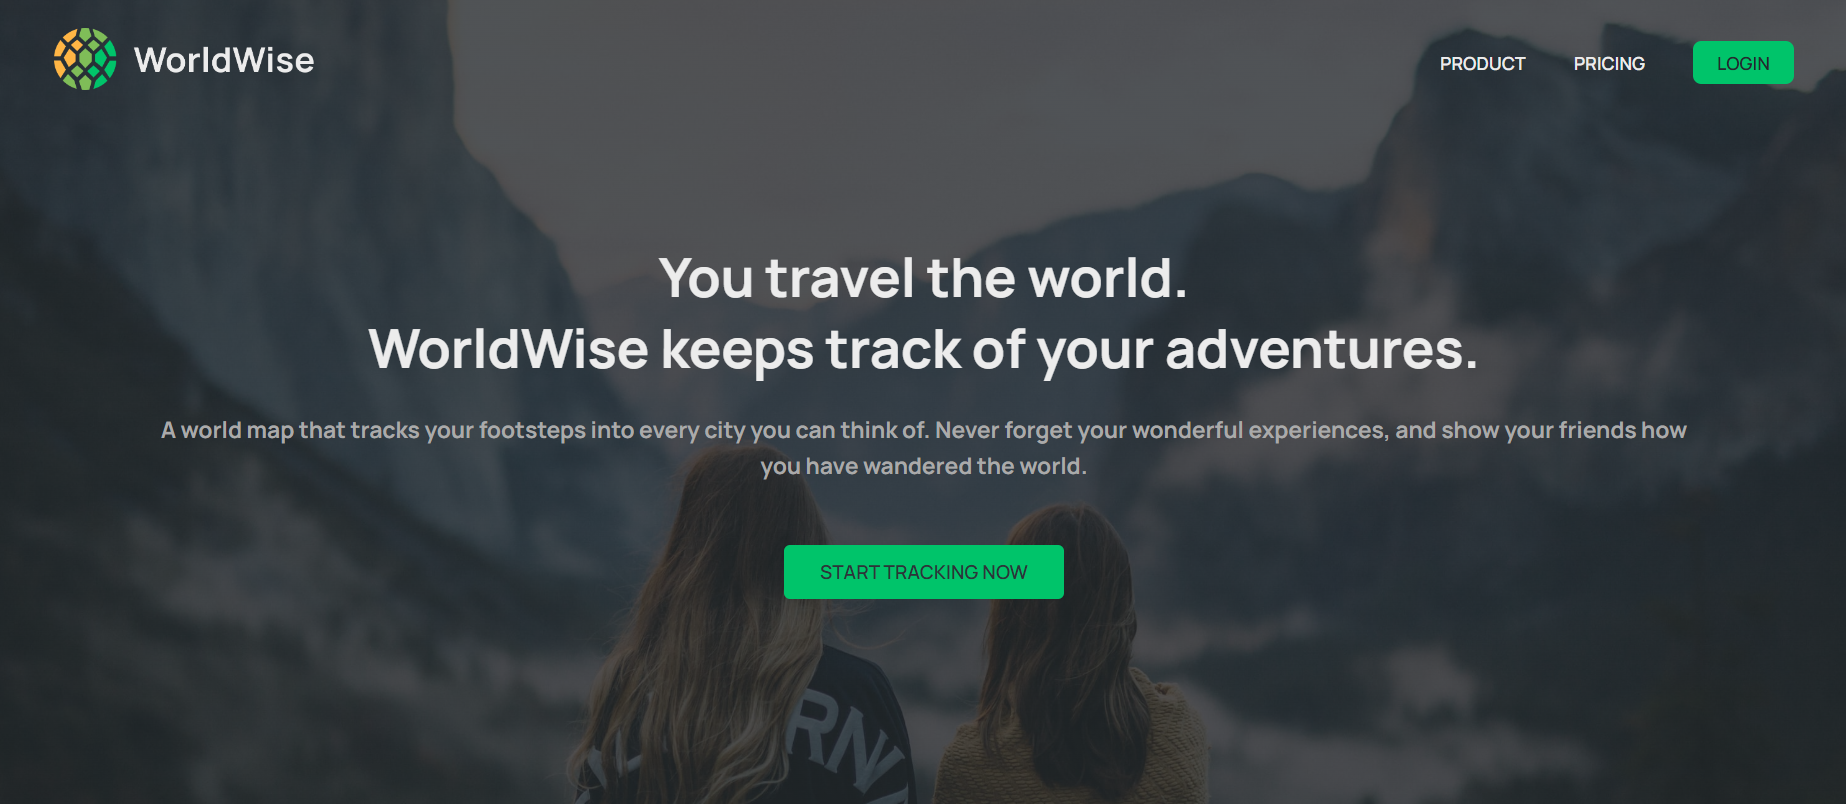 WorldWise
PRODUCT
PRICING
LOGIN
You travel the world.
WorldWise keeps track of your adventures.
A world map that tracks your footsteps into every city you can think of. Never forget your wonderful experiences, and show your friends how
you have wandered the world.
START TRACKING NOW